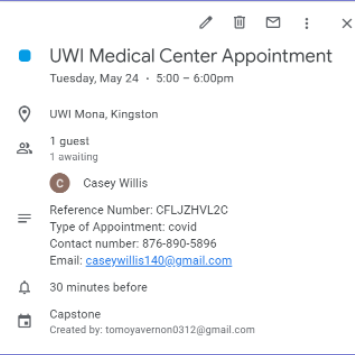 UWI Medical Center Appointment
Tuesday, May 24 · 5:00 – 6:00pm
UWI Mona, Kingston
1 guest
1 awaiting
C Casey Willis
Reference Number: CFLJZHVL2C
Type of Appointment: covid
Contact number: 876-890-5896
Email: caseywillis140@gmail.com
30 minutes before
Capstone
Created by: tomoyavernon0312@gmail.com